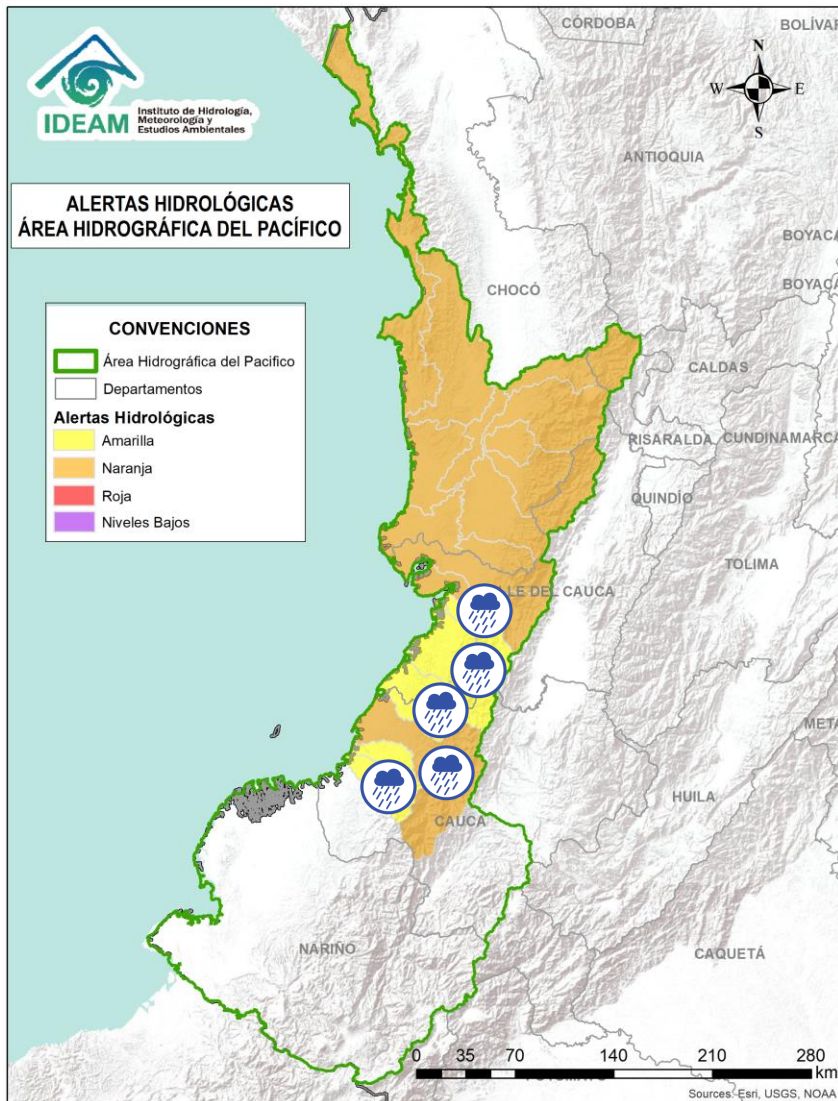 CÓRDOBA
BOLÍVAR
IDEAM
Instituto de Hidrología,
Meteorología y
Estudios Ambientales
N
W
E
S
ANTIOQUIA
ALERTAS HIDROLÓGICAS
ÁREA HIDROGRÁFICA DEL PACÍFICO
BOYACÁ
BOYACÁ
CHOCÓ
CONVENCIONES
Área Hidrográfica del Pacifico
Departamentos
Alertas Hidrológicas
Amarilla
Naranja
Roja
Niveles Bajos
CALDAS
RISARALDA
CUNDINAMARCA
QUINDÍO
TOLIMA
LLE DEL CAUCA
META
HUILA
CAUCA
NARIÑO
CAQUETÁ
0 35 70 140 210 280
km
Sources: Esri, USGS, NOAA